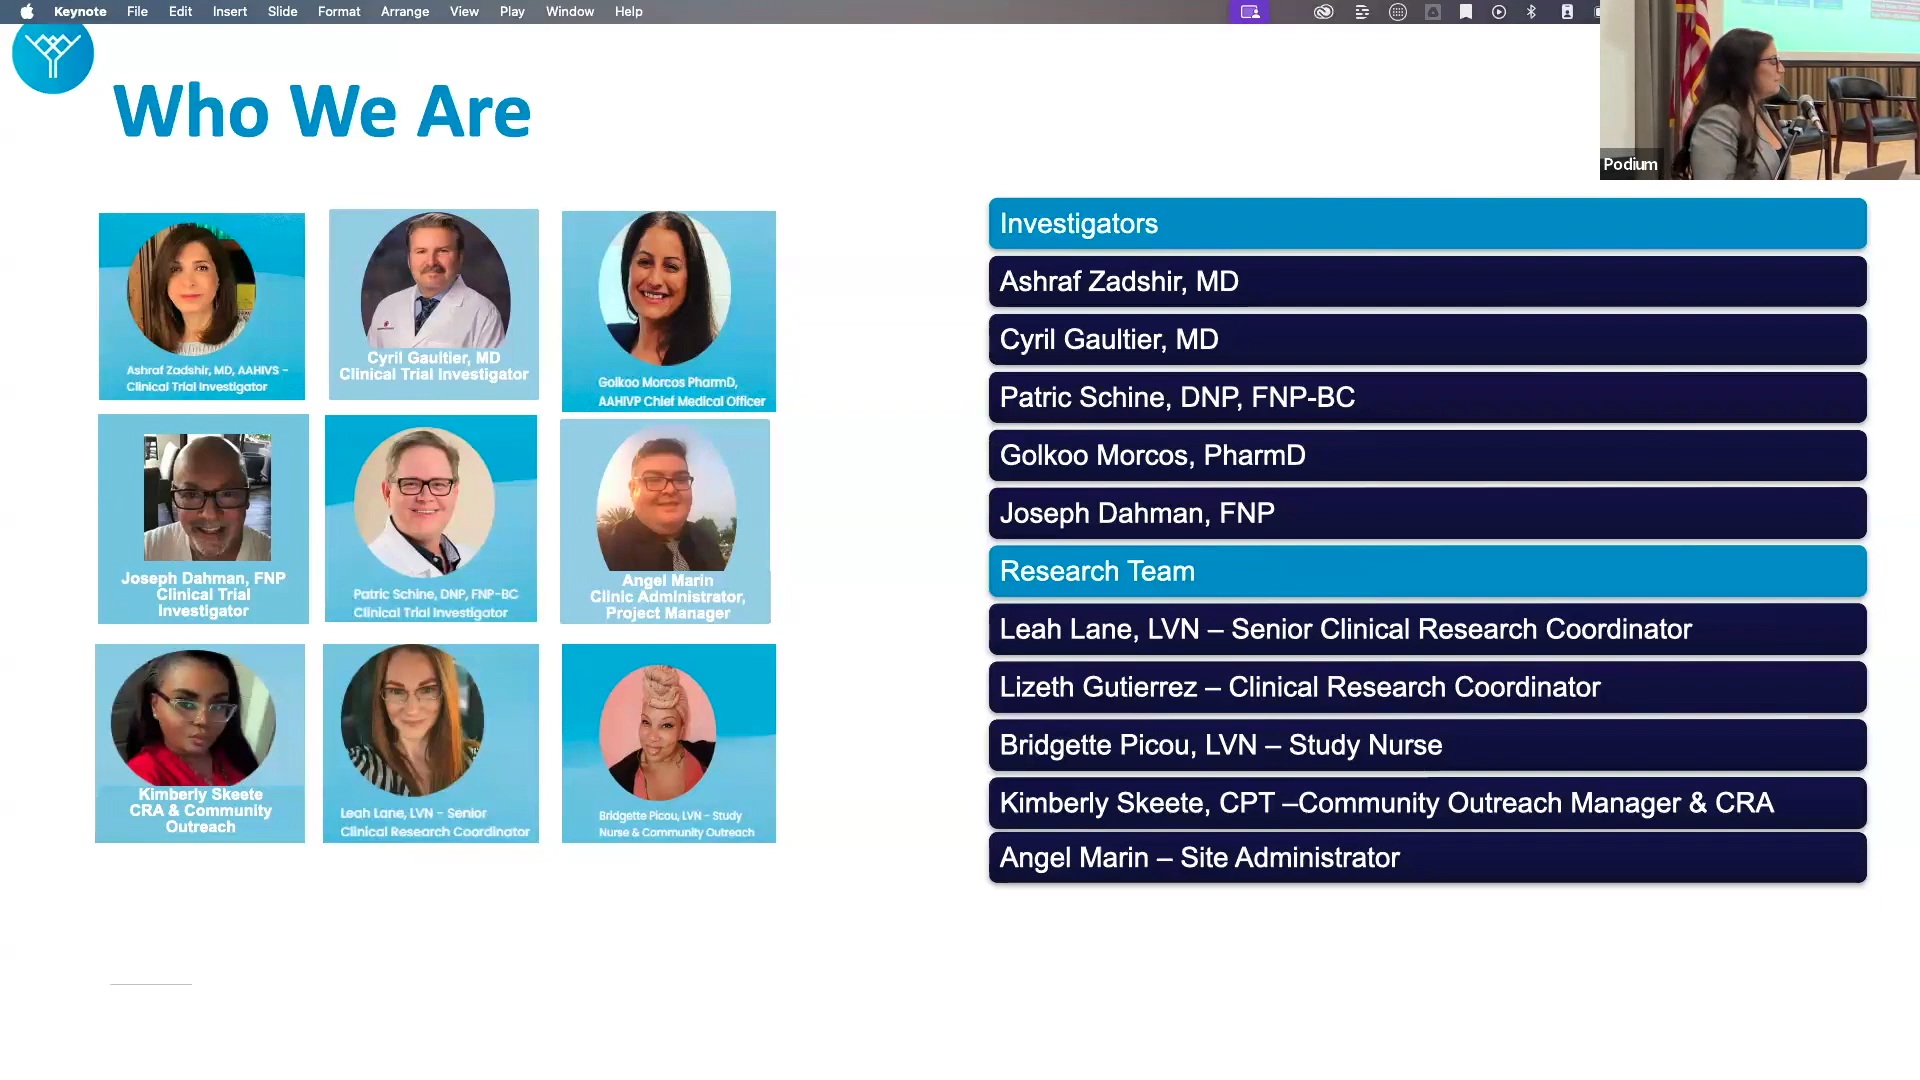 Keynote File Edit Insert Slide Format Arrange View Play Window Help
Podium
Who We Are
Ashraf Zadshir, MD, AAHIVS -
Clinical Trial Investigator
Cyril Gaultier, MD
Clinical Trial Investigator
Golkoo Morcos PharmD,
AAHIVP Chief Medical Officer
Joseph Dahman, FNP
Clinical Trial
Investigator
Patric Schine, DNP, FNP-BC
Clinical Trial Investigator
Angel Marin
Clinic Administrator,
Project Manager
Kimberly Skeete
CRA & Community
Outreach
Leah Lane, LVN - Senior
Clinical Research Coordinator
Bridgette Picou, LVN - Study
Nurse & Community Outreach
Investigators
Ashraf Zadshir, MD
Cyril Gaultier, MD
Patric Schine, DNP, FNP-BC
Golkoo Morcos, PharmD
Joseph Dahman, FNP
Research Team
Leah Lane, LVN – Senior Clinical Research Coordinator
Lizeth Gutierrez – Clinical Research Coordinator
Bridgette Picou, LVN – Study Nurse
Kimberly Skeete, CPT –Community Outreach Manager & CRA
Angel Marin – Site Administrator